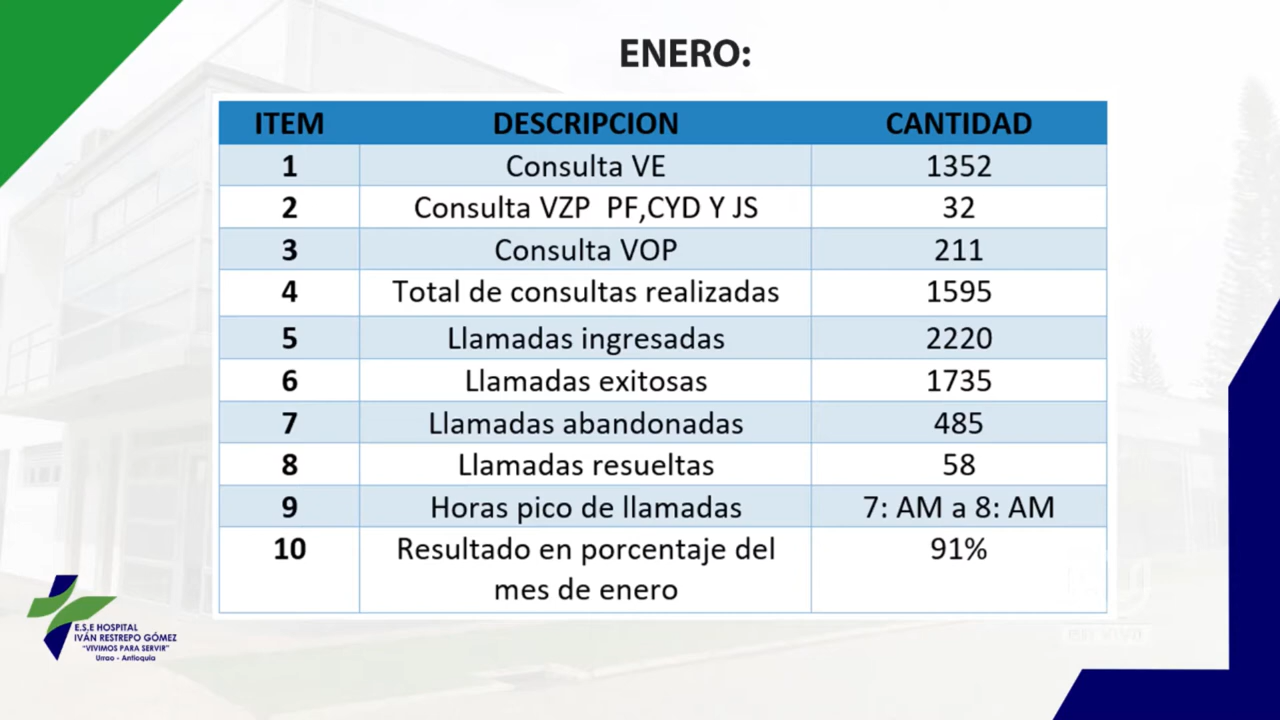 ENERO:
ITEM DESCRIPCION CANTIDAD
1 Consulta VE 1352
2 Consulta VZP PF,CYD Y JS 32
3 Consulta VOP 211
4 Total de consultas realizadas 1595
5 Llamadas ingresadas 2220
6 Llamadas exitosas 1735
7 Llamadas abandonadas 485
8 Llamadas resueltas 58
9 Horas pico de llamadas 7: AM a 8: AM
10 Resultado en porcentaje del 91%
mes de enero
E.S.E HOSPITAL
IVÁN RESTREPO GÓMEZ
"VIVIMOS PARA SERVIR"
Urrao - Antioquia